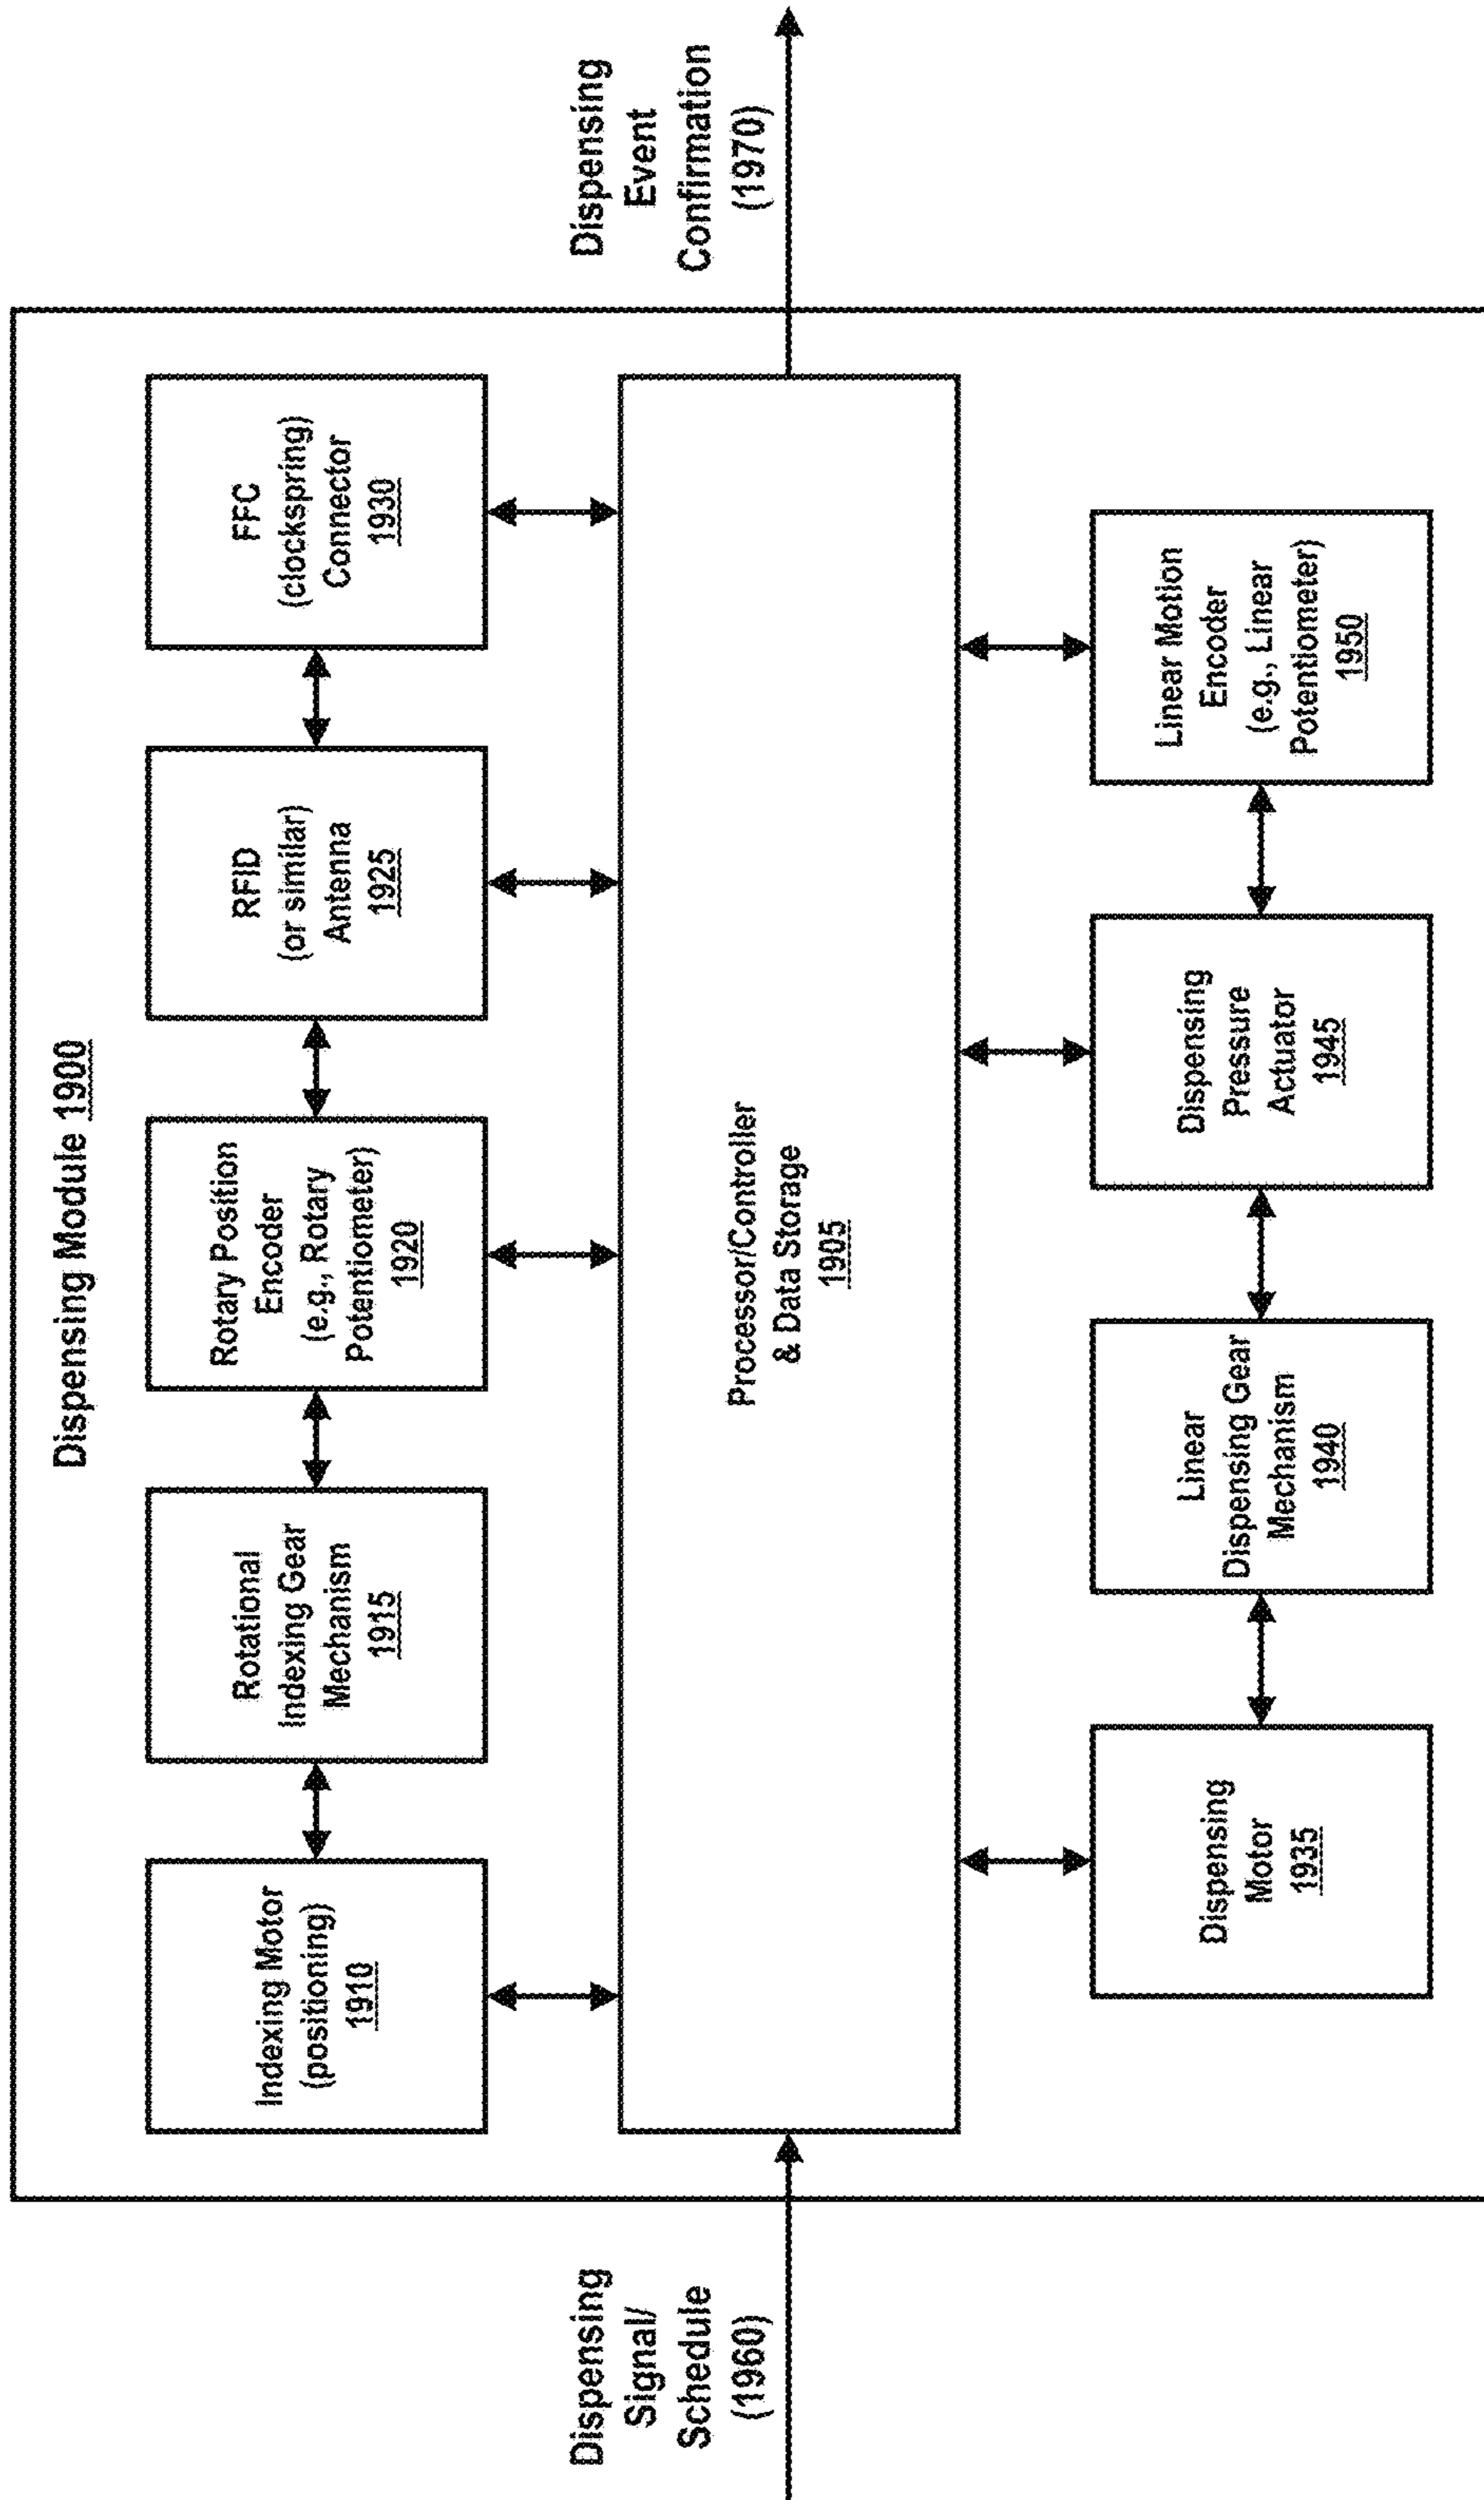 Dispensing Module 1900
Indexing Motor
(positioning)
1910
Rotational
Indexing Gear
Mechanism
1915
Rotary Position
Encoder
(e.g., Rotary
Potentiometer)
1920
RFID
(or similar)
Antenna
1925
FFC
(clockspring)
Connector
1930
Dispensing
Signal/
Schedule
(1960)
Processor/Controller
& Data Storage
1905
Dispensing
Event
Confirmation
(1970)
Dispensing
Motor
1935
Linear
Dispensing Gear
Mechanism
1940
Dispensing
Pressure
Actuator
1945
Linear Motion
Encoder
(e.g., Linear
Potentiometer)
1950